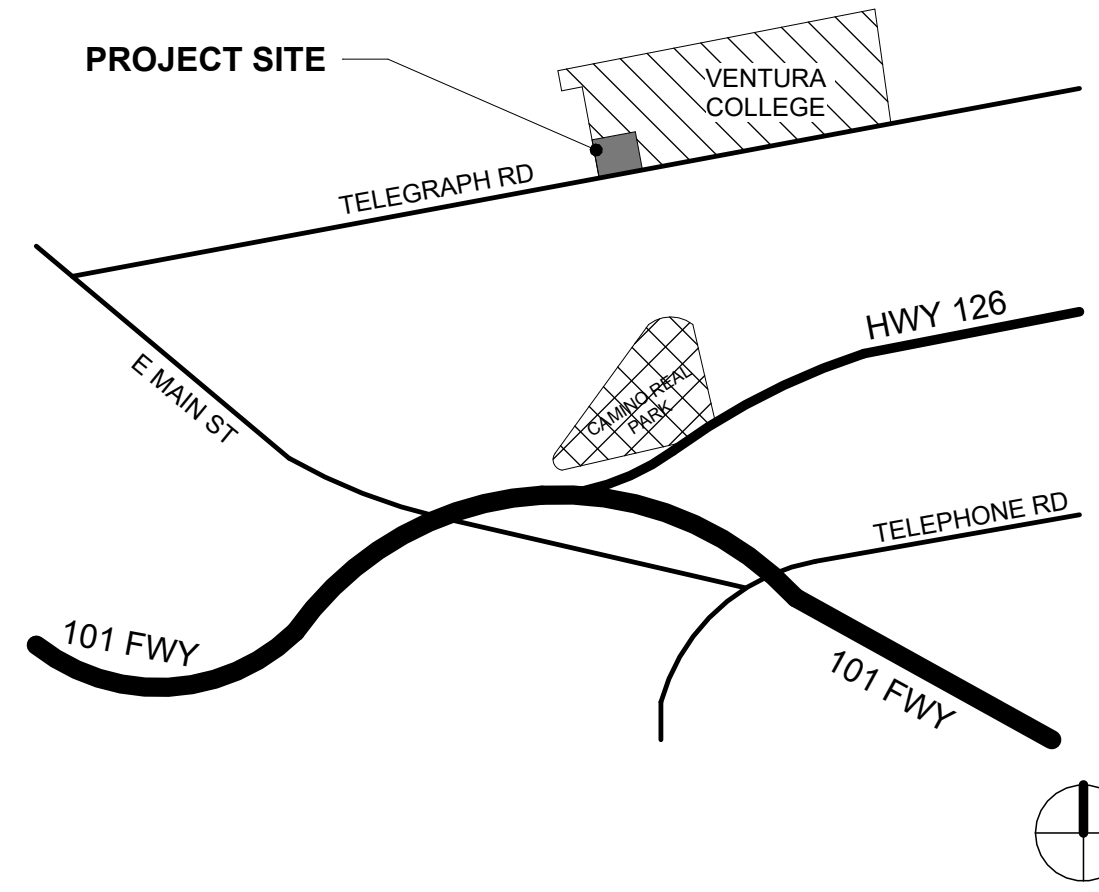 PROJECT SITE
VENTURA
COLLEGE
TELEGRAPH RD
HWY 126
E MAIN ST
CAMINO REAL
PARK
TELEPHONE RD
101 FWY
101 FWY